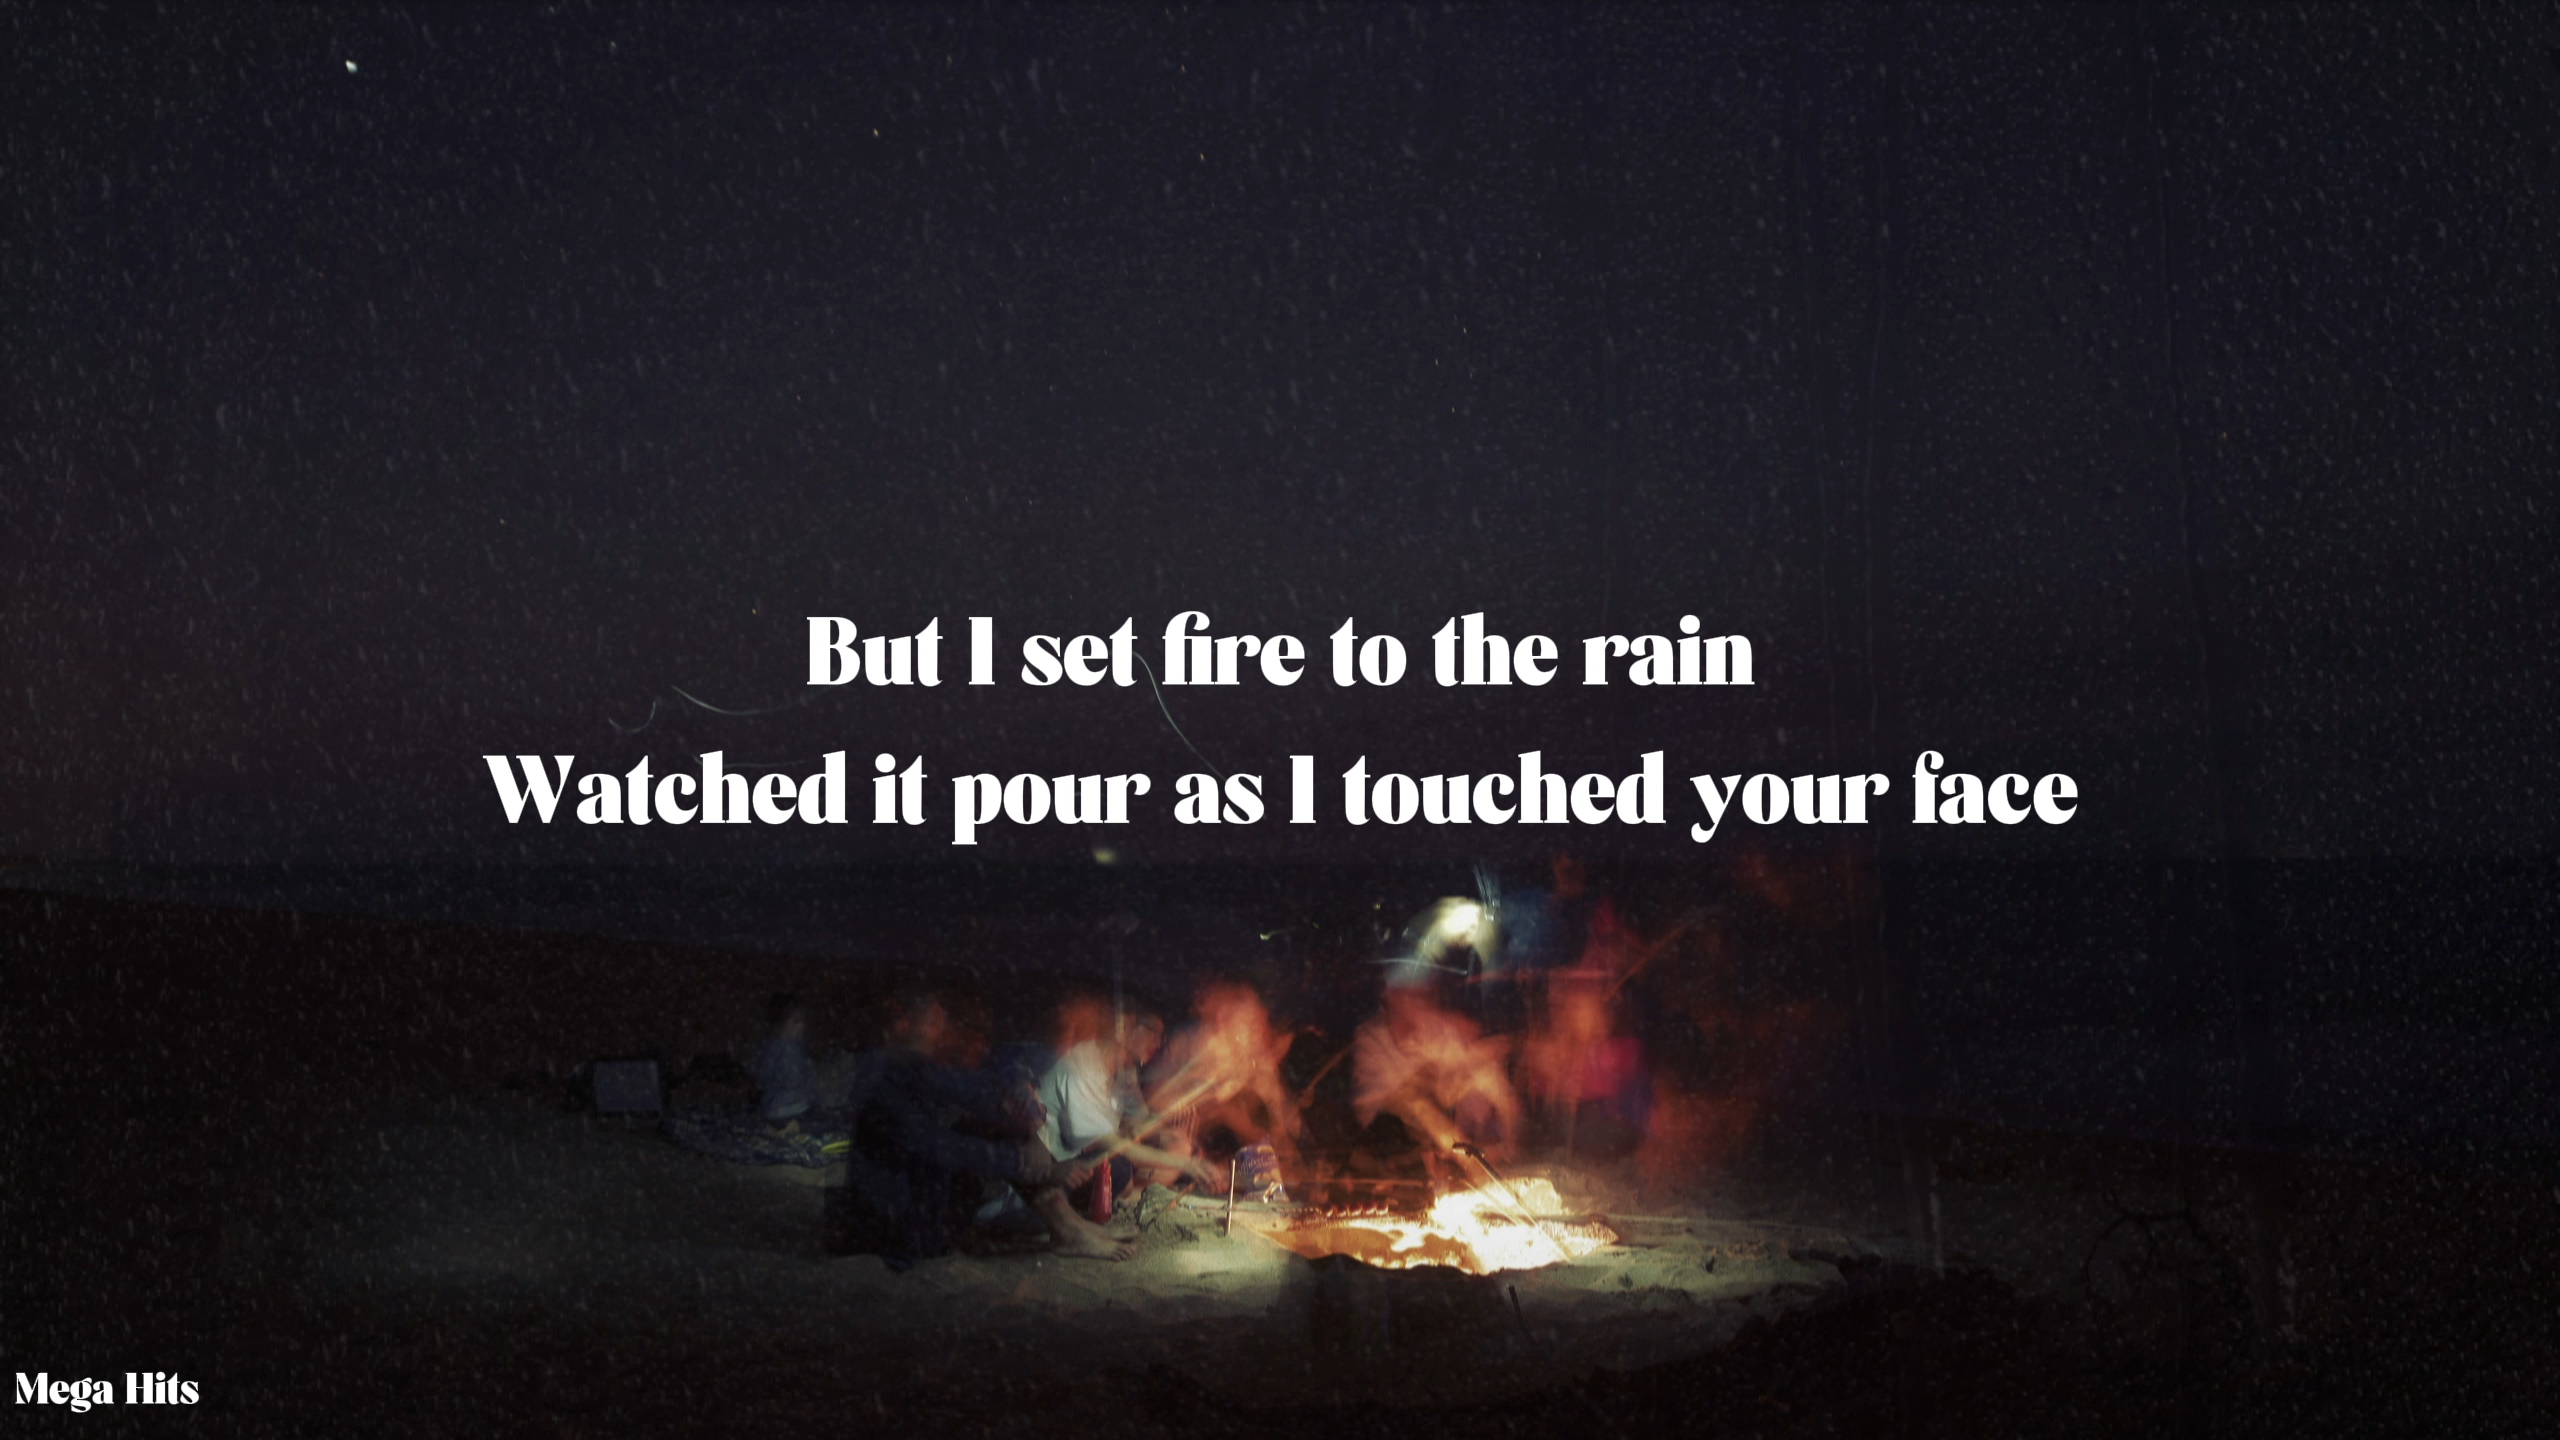 But I set fire to the rain
Watched it pour as I touched your face
Mega Hits